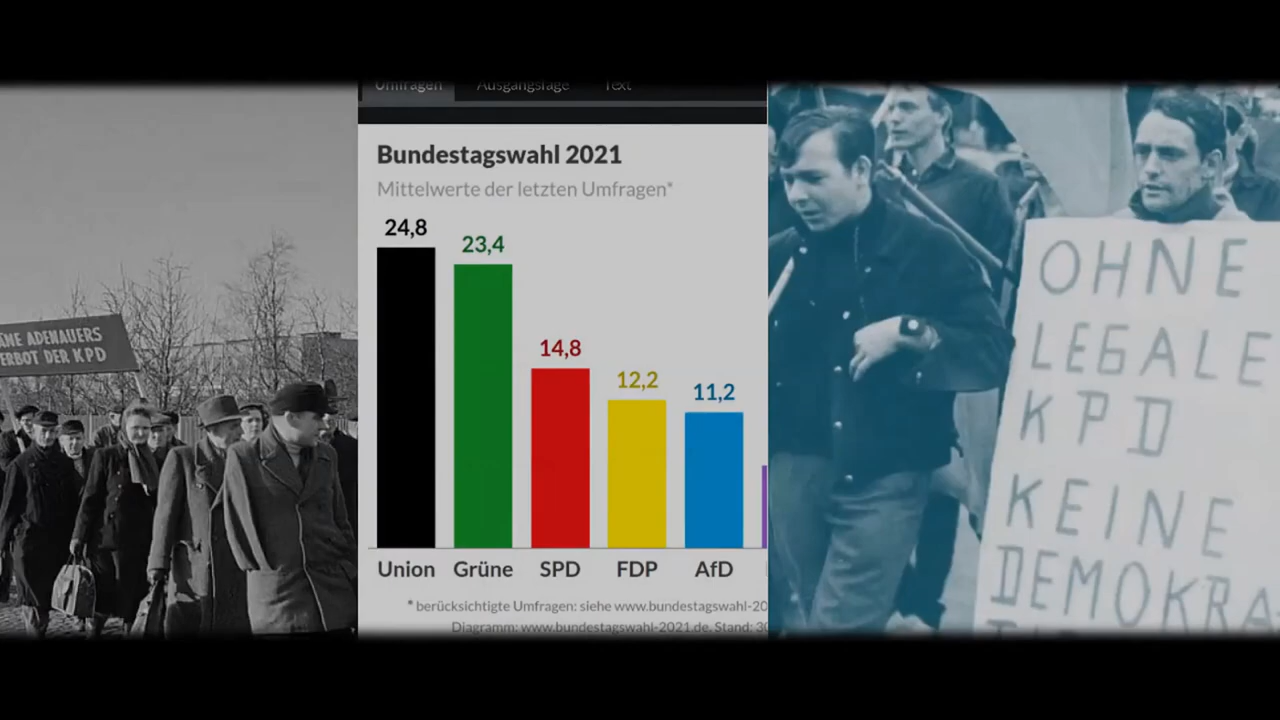 ÄNE ADENAUERS
ERBOT DER KPD
Umfragen Ausgangslage Text
Bundestagswahl 2021
Mittelwerte der letzten Umfragen*
24,8
23,4
14,8
12,2
11,2
Union Grüne SPD FDP AfD
* berücksichtigte Umfragen: siehe www.bundestagswahl-20
Diagramm: www.bundestagswahl-2021.de. Stand: 30
OHNE
LEGALE
KPD
KEINE
DEMOKRA